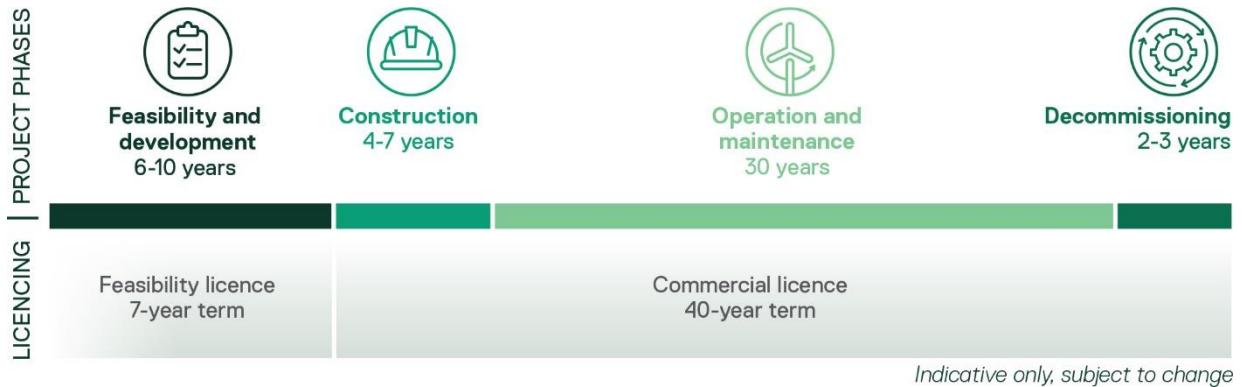 PROJECT PHASES
Feasibility and
development
6-10 years
Construction
4-7 years
Operation and
maintenance
30 years
Decommissioning
2-3 years
LICENCING
Feasibility licence
7-year term
Commercial licence
40-year term
Indicative only, subject to change